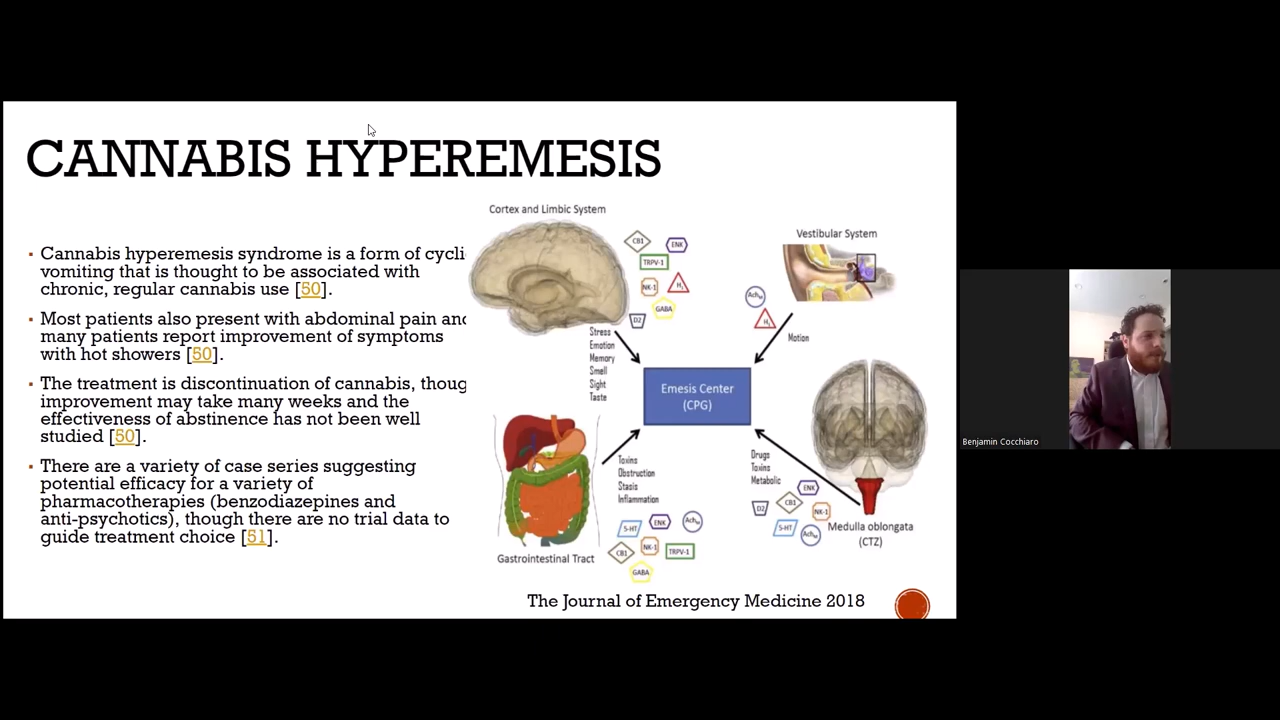 CANNABIS HYPEREMESIS
▪ Cannabis hyperemesis syndrome is a form of cycli
vomiting that is thought to be associated with
chronic, regular cannabis use [50].
▪ Most patients also present with abdominal pain and
many patients report improvement of symptoms
with hot showers [50].
▪ The treatment is discontinuation of cannabis, thoug
improvement may take many weeks and the
effectiveness of abstinence has not been well
studied [50].
▪ There are a variety of case series suggesting
potential efficacy for a variety of
pharmacotherapies (benzodiazepines and
anti-psychotics), though there are no trial data to
guide treatment choice [51].
Cortex and Limbic System
CB1
ENK
TRPV-1
NK-1
H1
GABA
D2
Stress
Emotion
Memory
Smell
Sight
Taste
Vestibular System
AchM
H1
Motion
Emesis Center
(CPG)
Toxins
Obstruction
Stasis
Inflammation
5-HT
ENK
AchM
CB1
NK-1
TRPV-1
GABA
Gastrointestinal Tract
Drugs
Toxins
Metabolic
ENK
D2
CB1
NK-1
5-HT
AchM
Medulla oblongata
(CTZ)
The Journal of Emergency Medicine 2018
Benjamin Cocchiaro